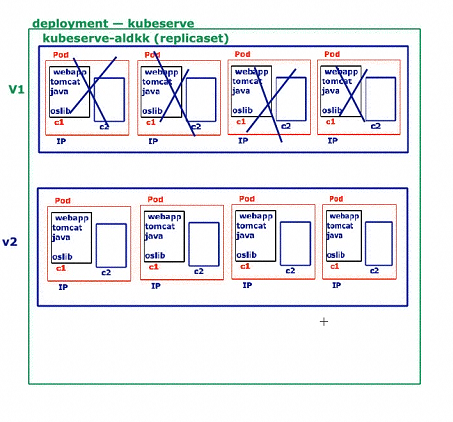 deployment — kubeserve
kubeserve-aldkk (replicaset)
V1
Pod Pod Pod Pod
webapp webapp webapp webapp
tomcat tomcat tomcat tomcat
java java java java
oslib oslib oslib oslib
c1 c1 c1 c1
c2 c2 c2 c2
IP IP IP IP
v2
Pod Pod Pod Pod
webapp webapp webapp webapp
tomcat tomcat tomcat tomcat
java java java java
oslib oslib oslib oslib
c1 c1 c1 c1
c2 c2 c2 c2
IP IP IP IP